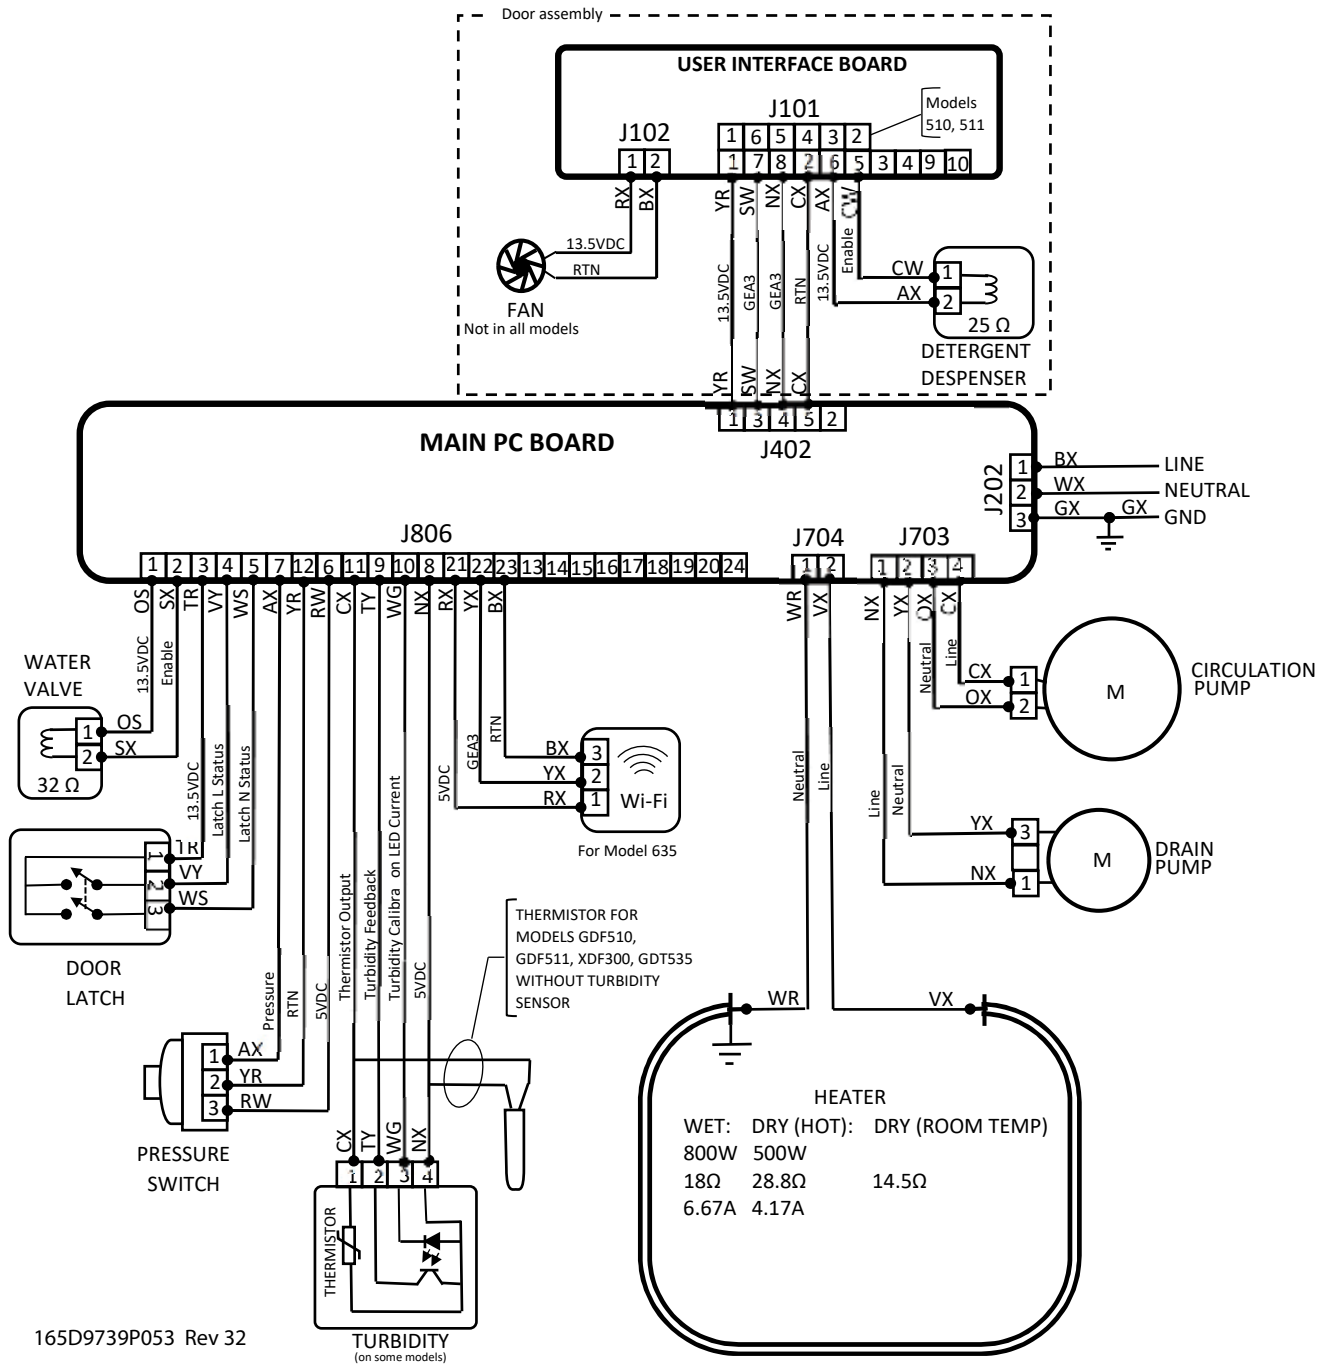 Door assembly
USER INTERFACE BOARD
J101
Models
510, 511
J102
1 6 5 4 3 2
1 2
1 7 8 2 6 5 3 4 9 10
RX BX YR SW NX CX AX CW
13.5VDC
RTN
FAN
Not in all models
13.5VDC GEA3 GEA3 RTN 13.5VDC Enable
CW 1
AX 2
25 Ω
DETERGENT
DESPENSER
YR SW NX CX
1 3 4 5 2
J402
MAIN PC BOARD
J202
1 BX LINE
2 WX NEUTRAL
3 GX GX GND
J806
J704
J703
1 2 3 4 5 7 12 6 11 9 10 8 21 22 23 13 14 15 16 17 18 19 20 24
1 2
1 2 3 4
OS SX TR VY WS AX YR RW CX TY WG NX RX YX BX
WR VX
NX YX OX CX
13.5VDC Enable
WATER
VALVE
1 OS
2 SX
32 Ω
13.5VDC Latch L Status Latch N Status
1 TR
2 VY
3 WS
DOOR
LATCH
Pressure RTN 5VDC
1 AX
2 YR
3 RW
PRESSURE
SWITCH
Thermistor Output Turbidity Feedback Turbidity Calibra on LED Current 5VDC
5VDC GEA3 RTN
BX 3
YX 2
RX 1
Wi-Fi
For Model 635
THERMISTOR FOR
MODELS GDF510,
GDF511, XDF300, GDT535
WITHOUT TURBIDITY
SENSOR
CX TY WG NX
1 2 3 4
THERMISTOR
TURBIDITY
(on some models)
Neutral Line
Line Neutral Neutral Line
CX 1
OX 2
M
CIRCULATION
PUMP
YX 3
NX 1
M
DRAIN
PUMP
WR VX
HEATER
WET: DRY (HOT): DRY (ROOM TEMP)
800W 500W
18Ω 28.8Ω 14.5Ω
6.67A 4.17A
165D9739P053 Rev 32